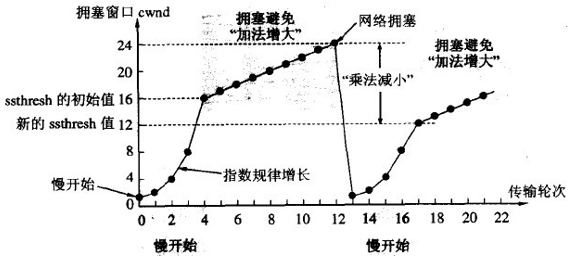 拥塞窗口 cwnd
拥塞避免
“加法增大”
网络拥塞
拥塞避免
“加法增大”
“乘法减小”
24
20
ssthresh 的初始值 16
新的 ssthresh 值 12
8
4
0
慢开始
指数规律增长
传输轮次
0 2 4 6 8 10 12 14 16 18 20 22
慢开始
慢开始